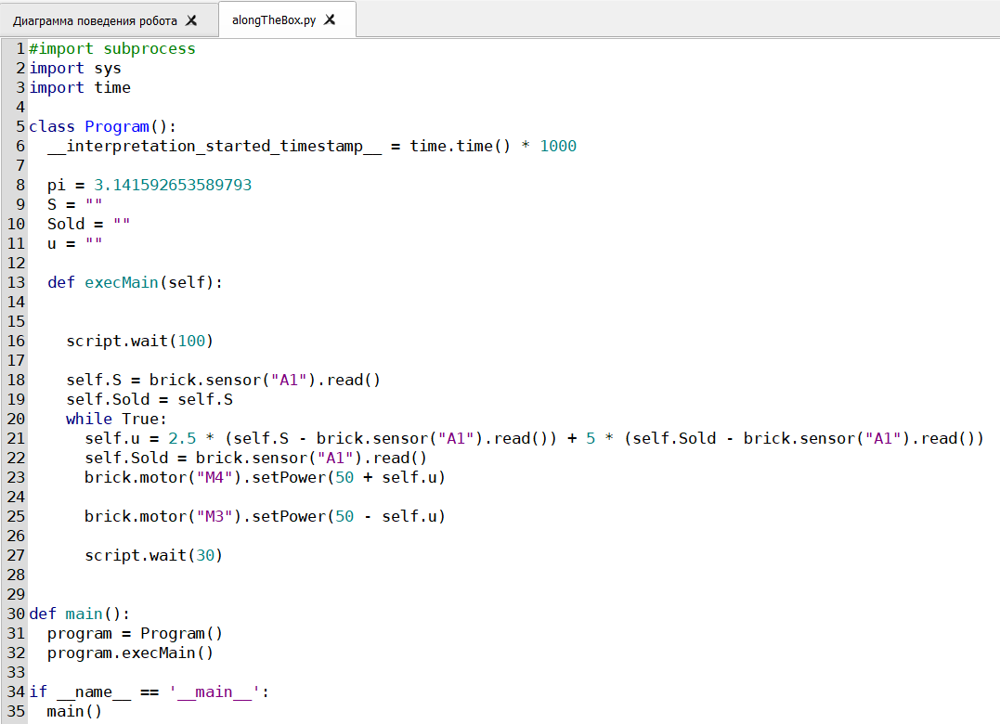 Диаграмма поведения робота
alongTheBox.py
1 #import subprocess
2 import sys
3 import time
4
5 class Program():
6   __interpretation_started_timestamp__ = time.time() * 1000
7
8   pi = 3.141592653589793
9   S = ""
10   Sold = ""
11   u = ""
12
13   def execMain(self):
14
15
16     script.wait(100)
17
18     self.S = brick.sensor("A1").read()
19     self.Sold = self.S
20     while True:
21       self.u = 2.5 * (self.S - brick.sensor("A1").read()) + 5 * (self.Sold - brick.sensor("A1").read())
22       self.Sold = brick.sensor("A1").read()
23       brick.motor("M4").setPower(50 + self.u)
24
25       brick.motor("M3").setPower(50 - self.u)
26
27       script.wait(30)
28
29
30 def main():
31   program = Program()
32   program.execMain()
33
34 if __name__ == '__main__':
35   main()